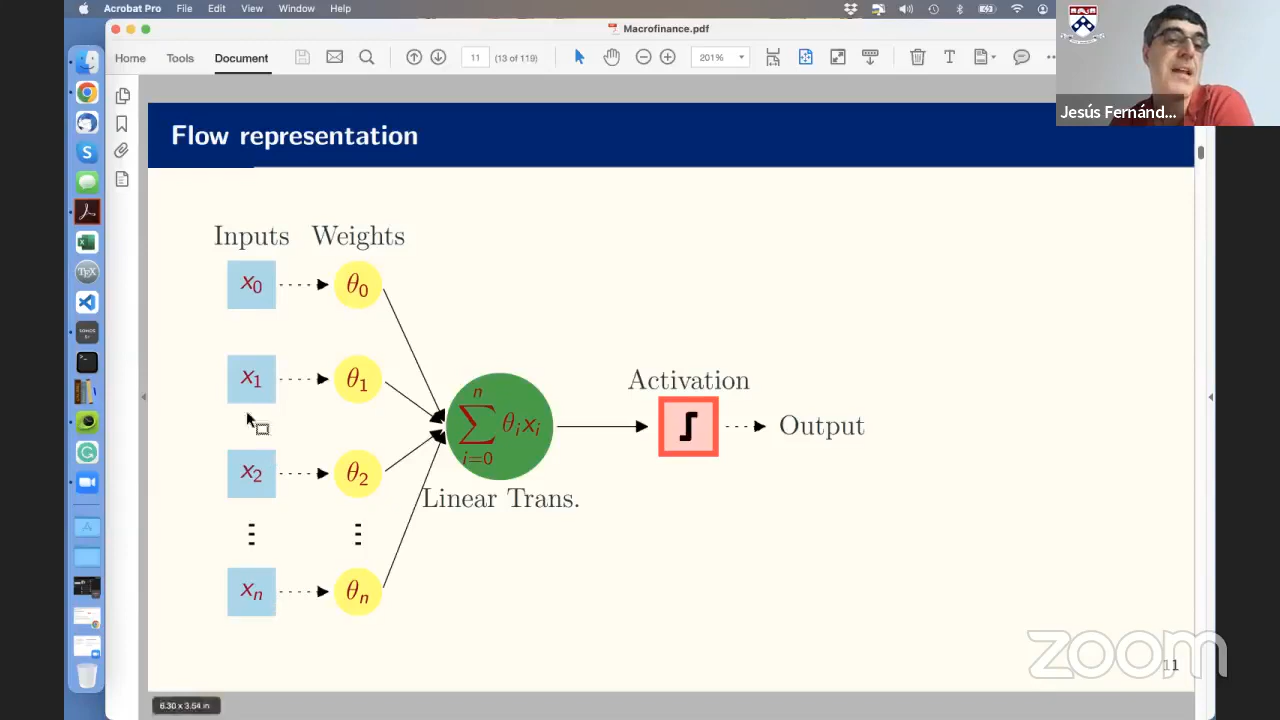 Acrobat Pro File Edit View Window Help
Macrofinance.pdf
Home Tools Document 11 (13 of 119) 201%
Jesús Fernánd...
Flow representation
Inputs Weights
x0 θ0
x1 θ1
x2 θ2
⋮ ⋮
xn θn
n
∑ θixi
i=0
Linear Trans.
Activation
Output
zoom
11
6.30 x 3.54 in